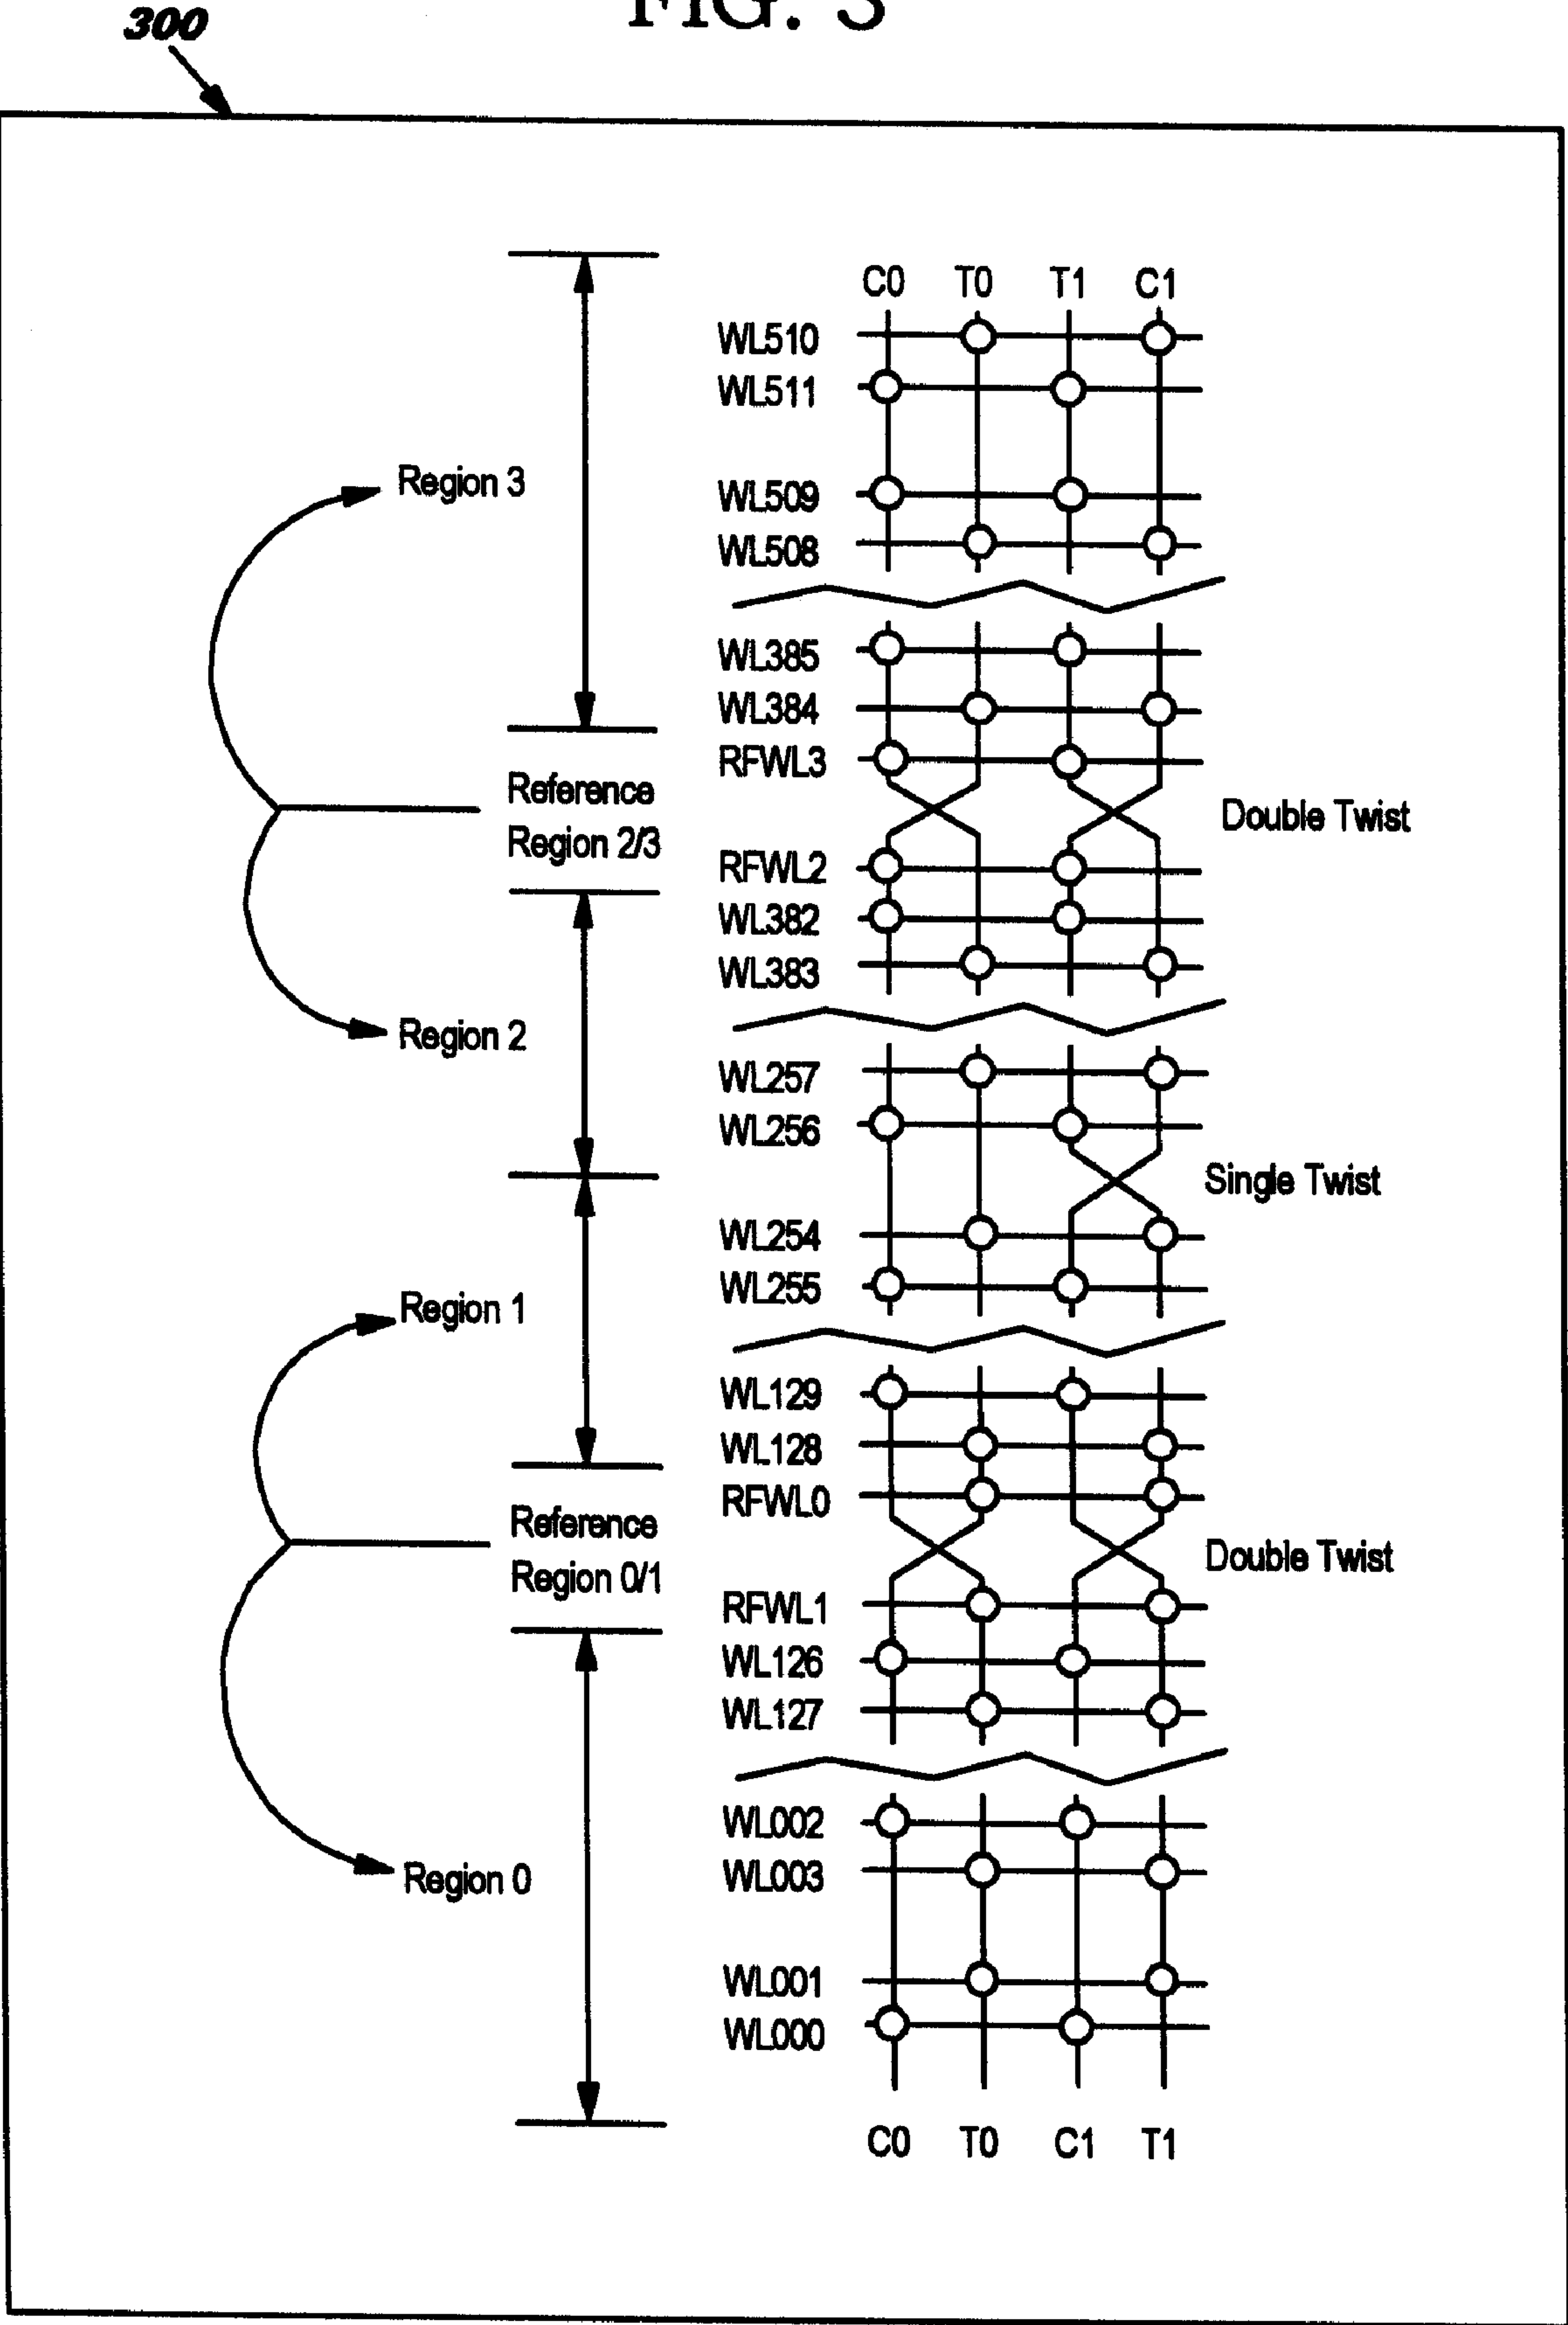 FIG. 3
300
C0 T0 T1 C1
WL510
WL511
Region 3
WL509
WL508
WL385
WL384
RFWL3
Reference
Region 2/3
Double Twist
RFWL2
WL382
WL383
Region 2
WL257
WL256
Single Twist
WL254
WL255
Region 1
WL129
WL128
RFWL0
Reference
Region 0/1
Double Twist
RFWL1
WL126
WL127
WL002
WL003
Region 0
WL001
WL000
C0 T0 C1 T1